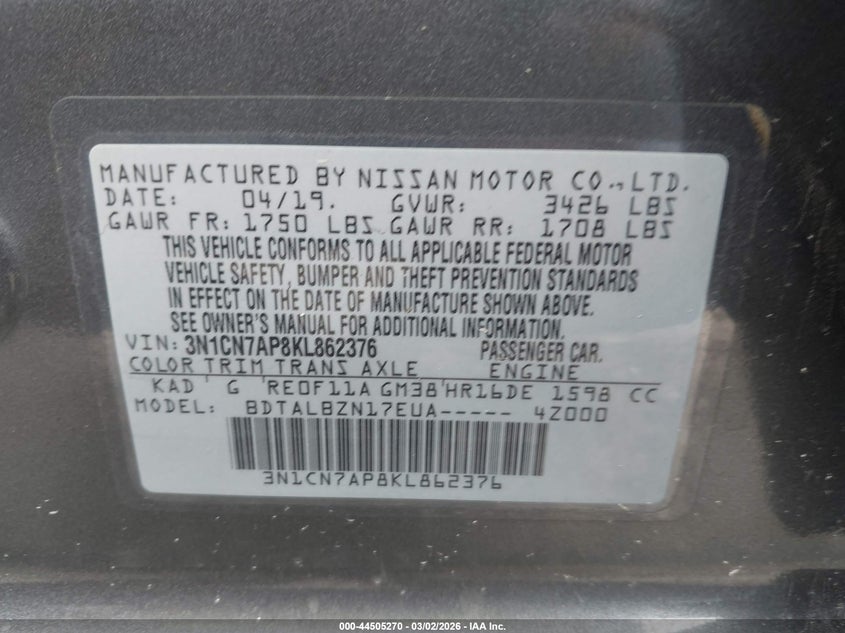 MANUFACTURED BY NISSAN MOTOR CO., LTD.
DATE: 04/19. GVWR: 3426 LBS
GAWR FR: 1750 LBS GAWR RR: 1708 LBS
THIS VEHICLE CONFORMS TO ALL APPLICABLE FEDERAL MOTOR
VEHICLE SAFETY, BUMPER AND THEFT PREVENTION STANDARDS
IN EFFECT ON THE DATE OF MANUFACTURE SHOWN ABOVE.
SEE OWNER'S MANUAL FOR ADDITIONAL INFORMATION.
VIN: 3N1CN7AP8KL862376 PASSENGER CAR.
COLOR TRIM TRANS AXLE ENGINE
KAD G RE0F11A GM38 HR16DE 1598 CC
MODEL: BDTALBZN17EUA----- 4Z000
3N1CN7AP8KL862376
000-44505270 - 03/02/2026 - IAA Inc.